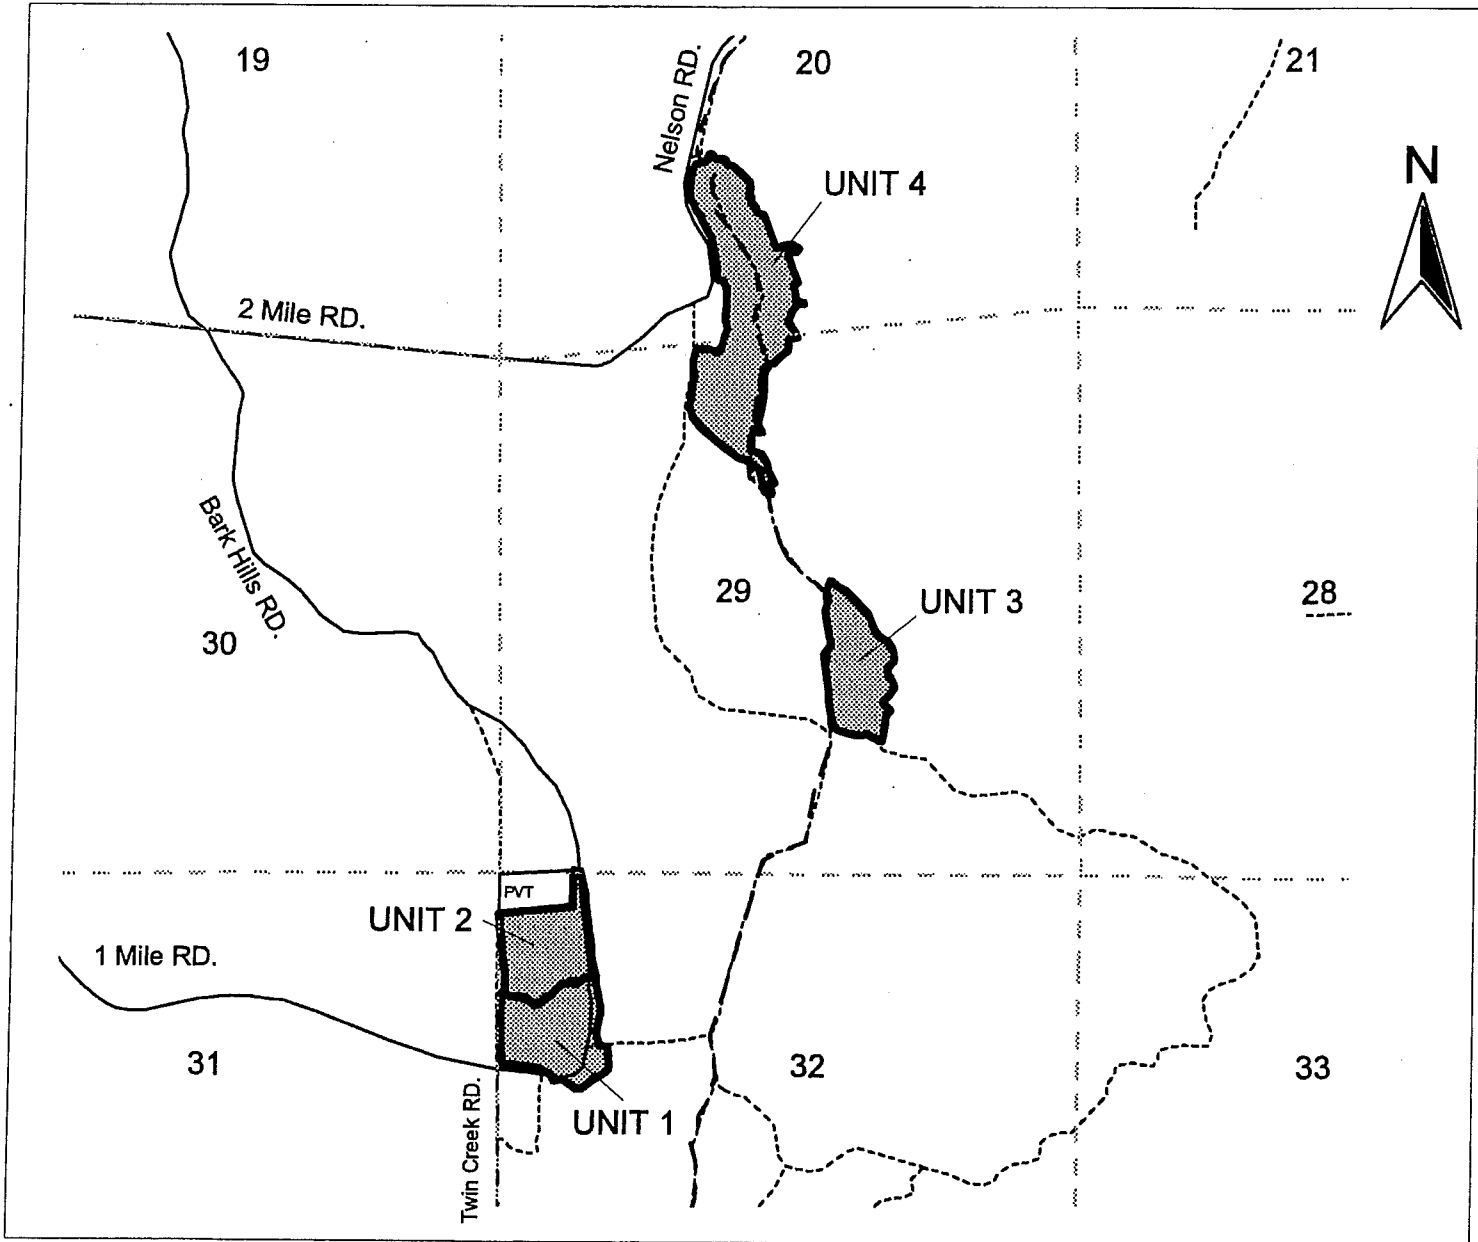 19
20
21
Nelson RD.
N
UNIT 4
2 Mile RD.
Bark Hills RD.
29
UNIT 3
28
30
PVT
UNIT 2
1 Mile RD.
31
32
33
UNIT 1
Twin Creek RD.